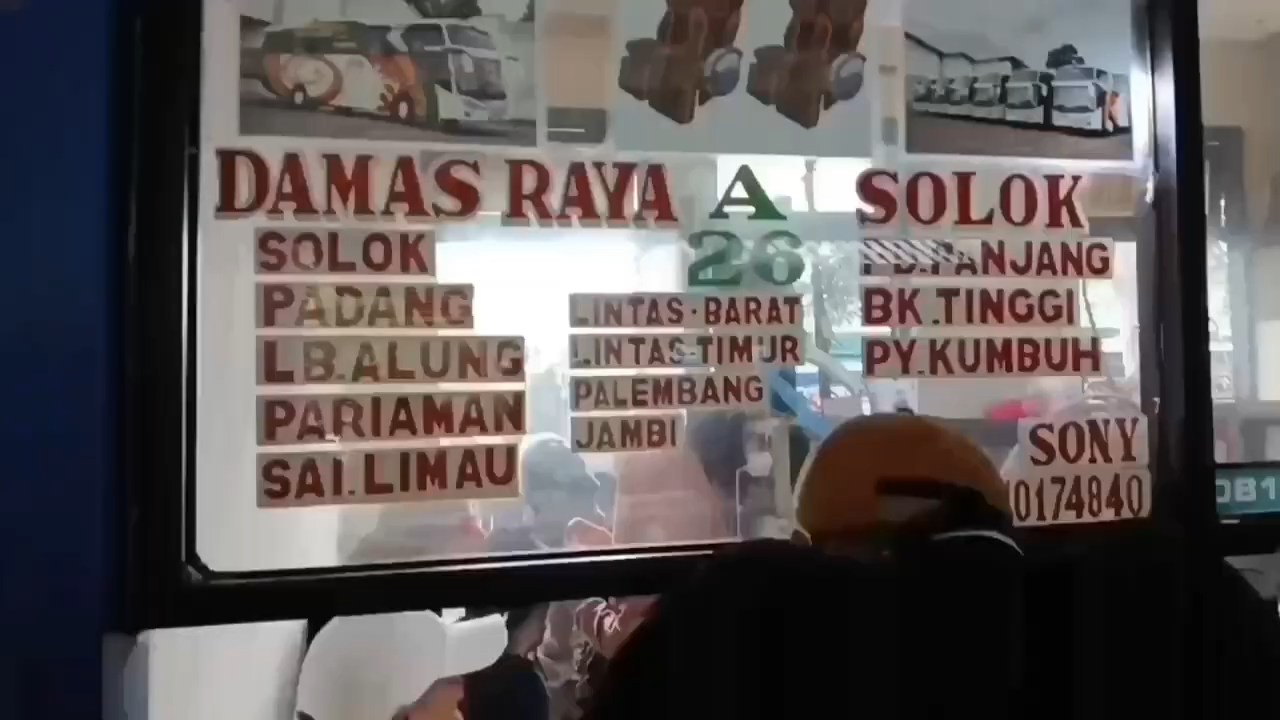 DAMAS RAYA A SOLOK
26
SOLOK
PADANG
LB.ALUNG
PARIAMAN
SAI.LIMAU
LINTAS-BARAT
LINTAS-TIMUR
PALEMBANG
JAMBI
PD.PANJANG
BK.TINGGI
PY.KUMBUH
SONY
0174840